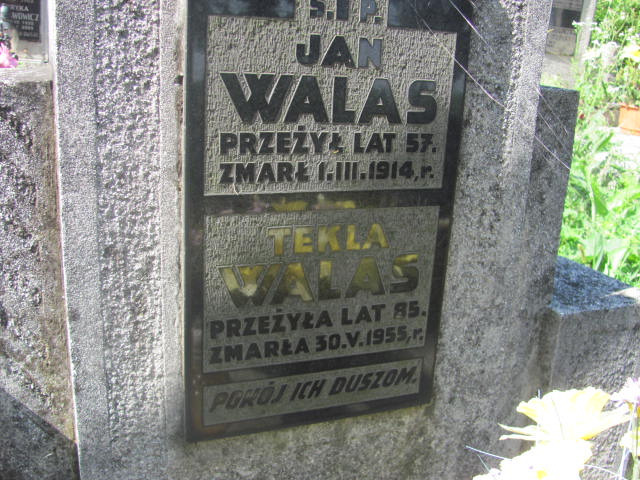 Ś.†P.
JAN
WALAS
PRZEŻYŁ LAT 57.
ZMARŁ 1.III.1914,r.
TEKLA
WALAS
PRZEŻYŁA LAT 85.
ZMARŁA 30.V.1955,r.
POKÓJ ICH DUSZOM.